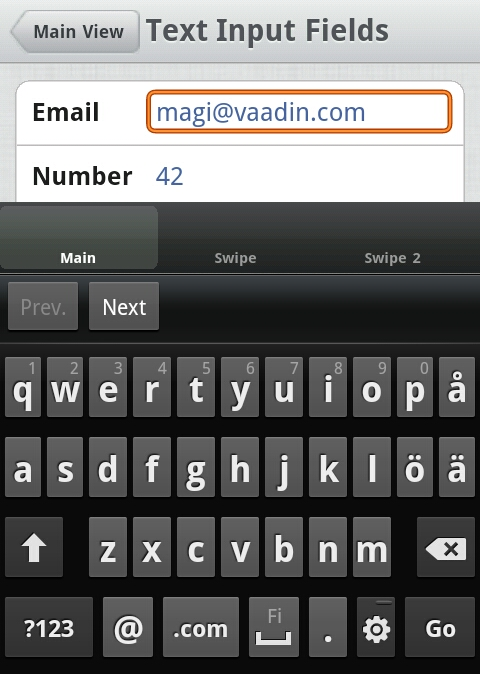 Main View Text Input Fields
Email magi@vaadin.com
Number 42
Main Swipe Swipe 2
Prev. Next
1 2 3 4 5 6 7 8 9 0
q w e r t y u i o p å
a s d f g h j k l ö ä
z x c v b n m
Fi
?123 @ .com . Go